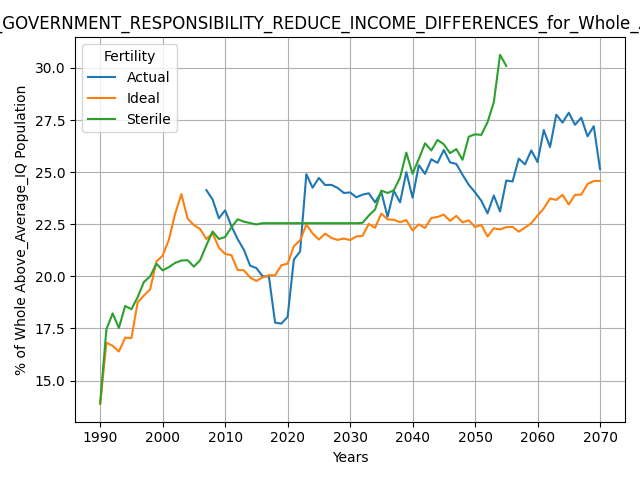 _GOVERNMENT_RESPONSIBILITY_REDUCE_INCOME_DIFFERENCES_for_Whole_
Fertility
Actual
Ideal
Sterile
% of Whole Above_Average_IQ Population
30.0
27.5
25.0
22.5
20.0
17.5
15.0
1990
2000
2010
2020
2030
2040
2050
2060
2070
Years